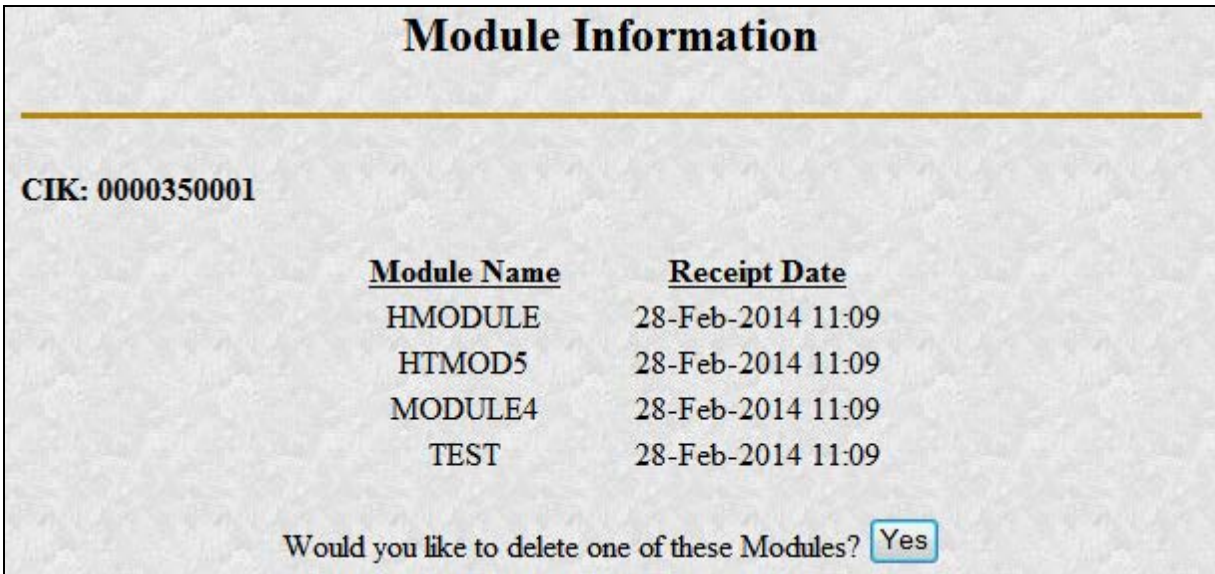 Module Information
CIK: 0000350001
Module Name Receipt Date
HMODULE 28-Feb-2014 11:09
HTMOD5 28-Feb-2014 11:09
MODULE4 28-Feb-2014 11:09
TEST 28-Feb-2014 11:09
Would you like to delete one of these Modules? Yes